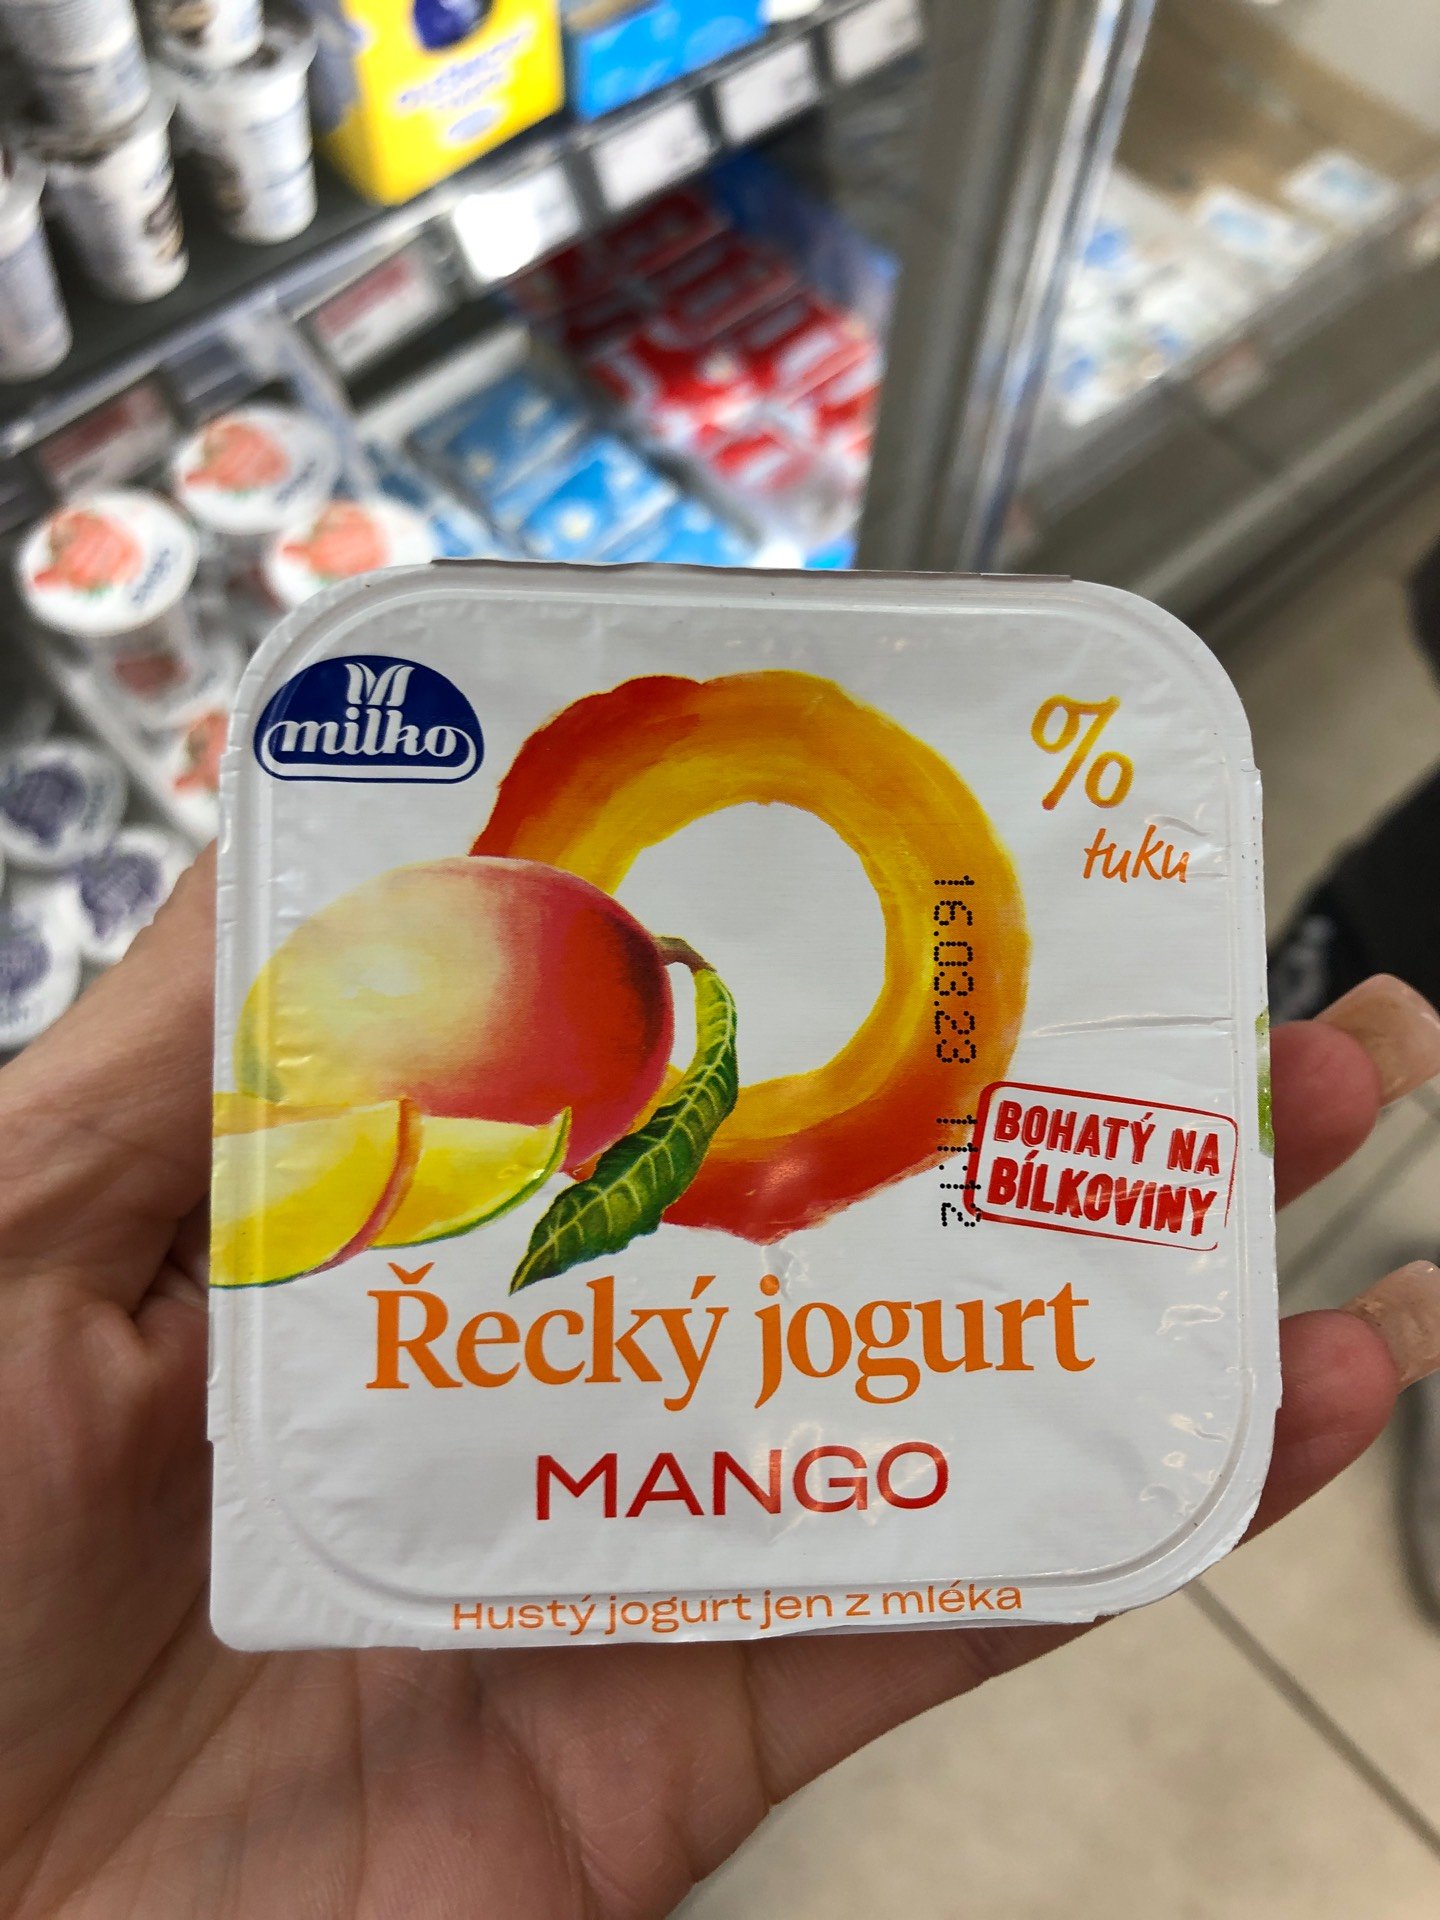 milko
0 %
tuku
16.03.23
BOHATÝ NA
BÍLKOVINY
Řecký jogurt
MANGO
Hustý jogurt jen z mléka